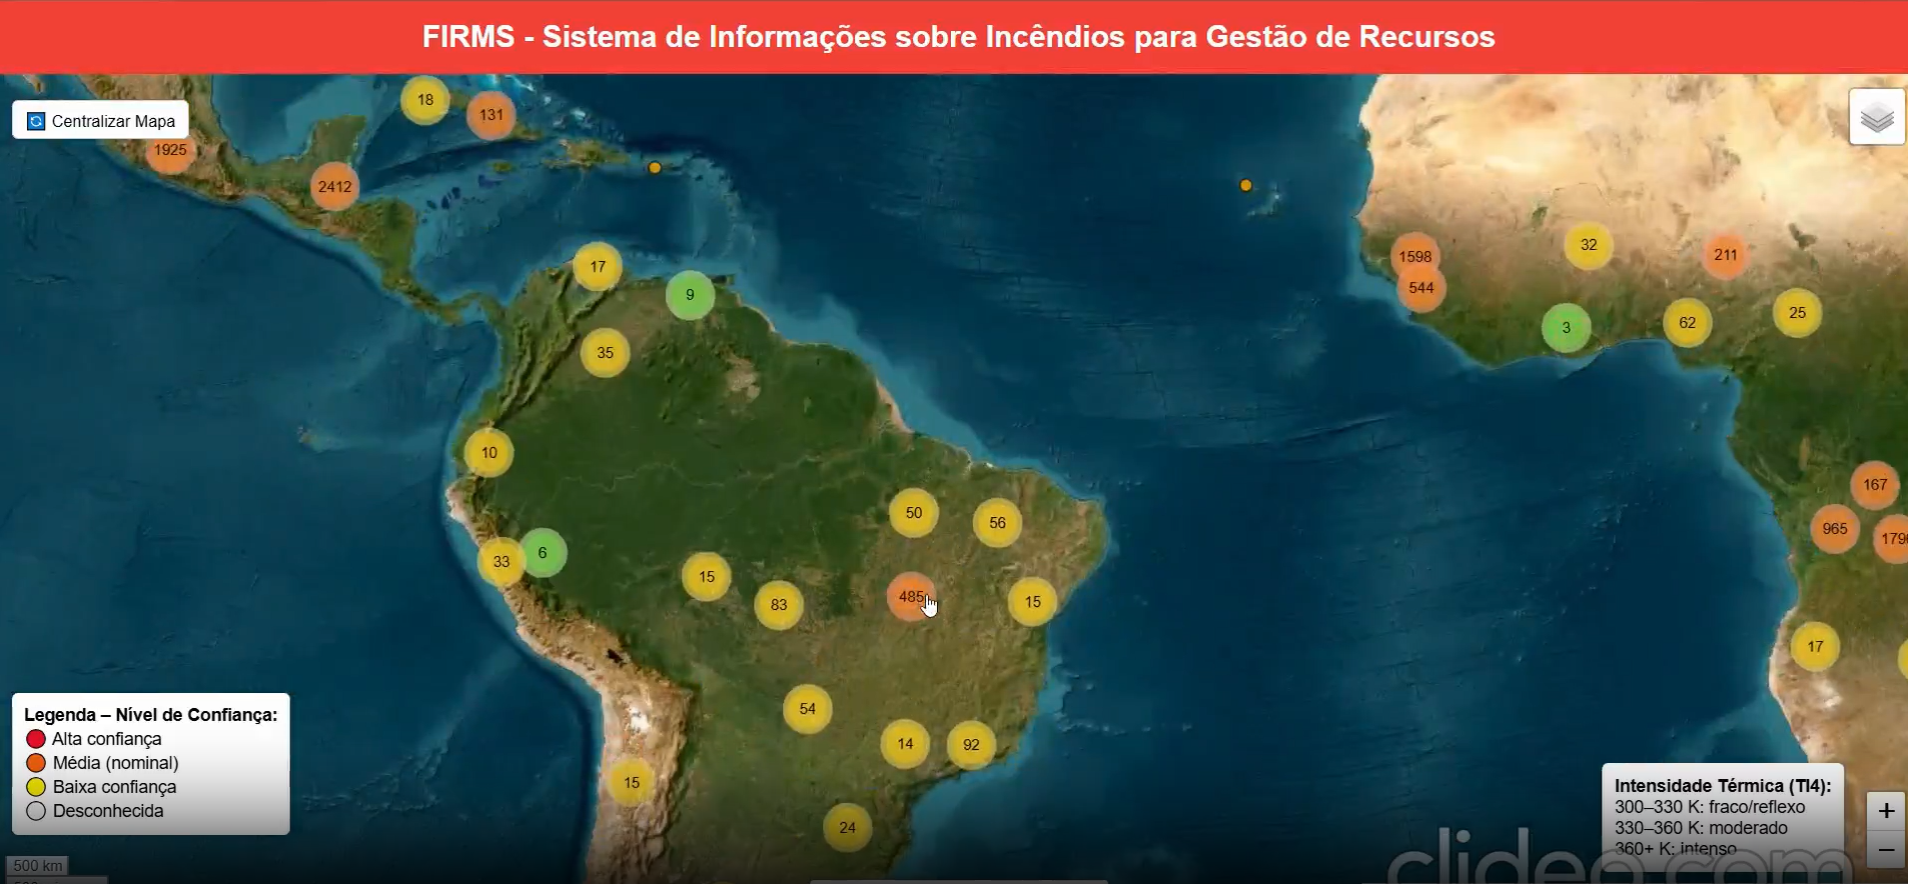 FIRMS - Sistema de Informações sobre Incêndios para Gestão de Recursos
Centralizar Mapa
18
131
1925
2412
17
9
35
10
33
6
15
83
50
56
485
15
54
14
92
15
24
1598
544
32
211
3
62
25
167
965
17
Legenda – Nível de Confiança:
Alta confiança
Média (nominal)
Baixa confiança
Desconhecida
500 km
Intensidade Térmica (TI4):
300–330 K: fraco/reflexo
330–360 K: moderado
360+ K: intenso
+
−
clideo.com